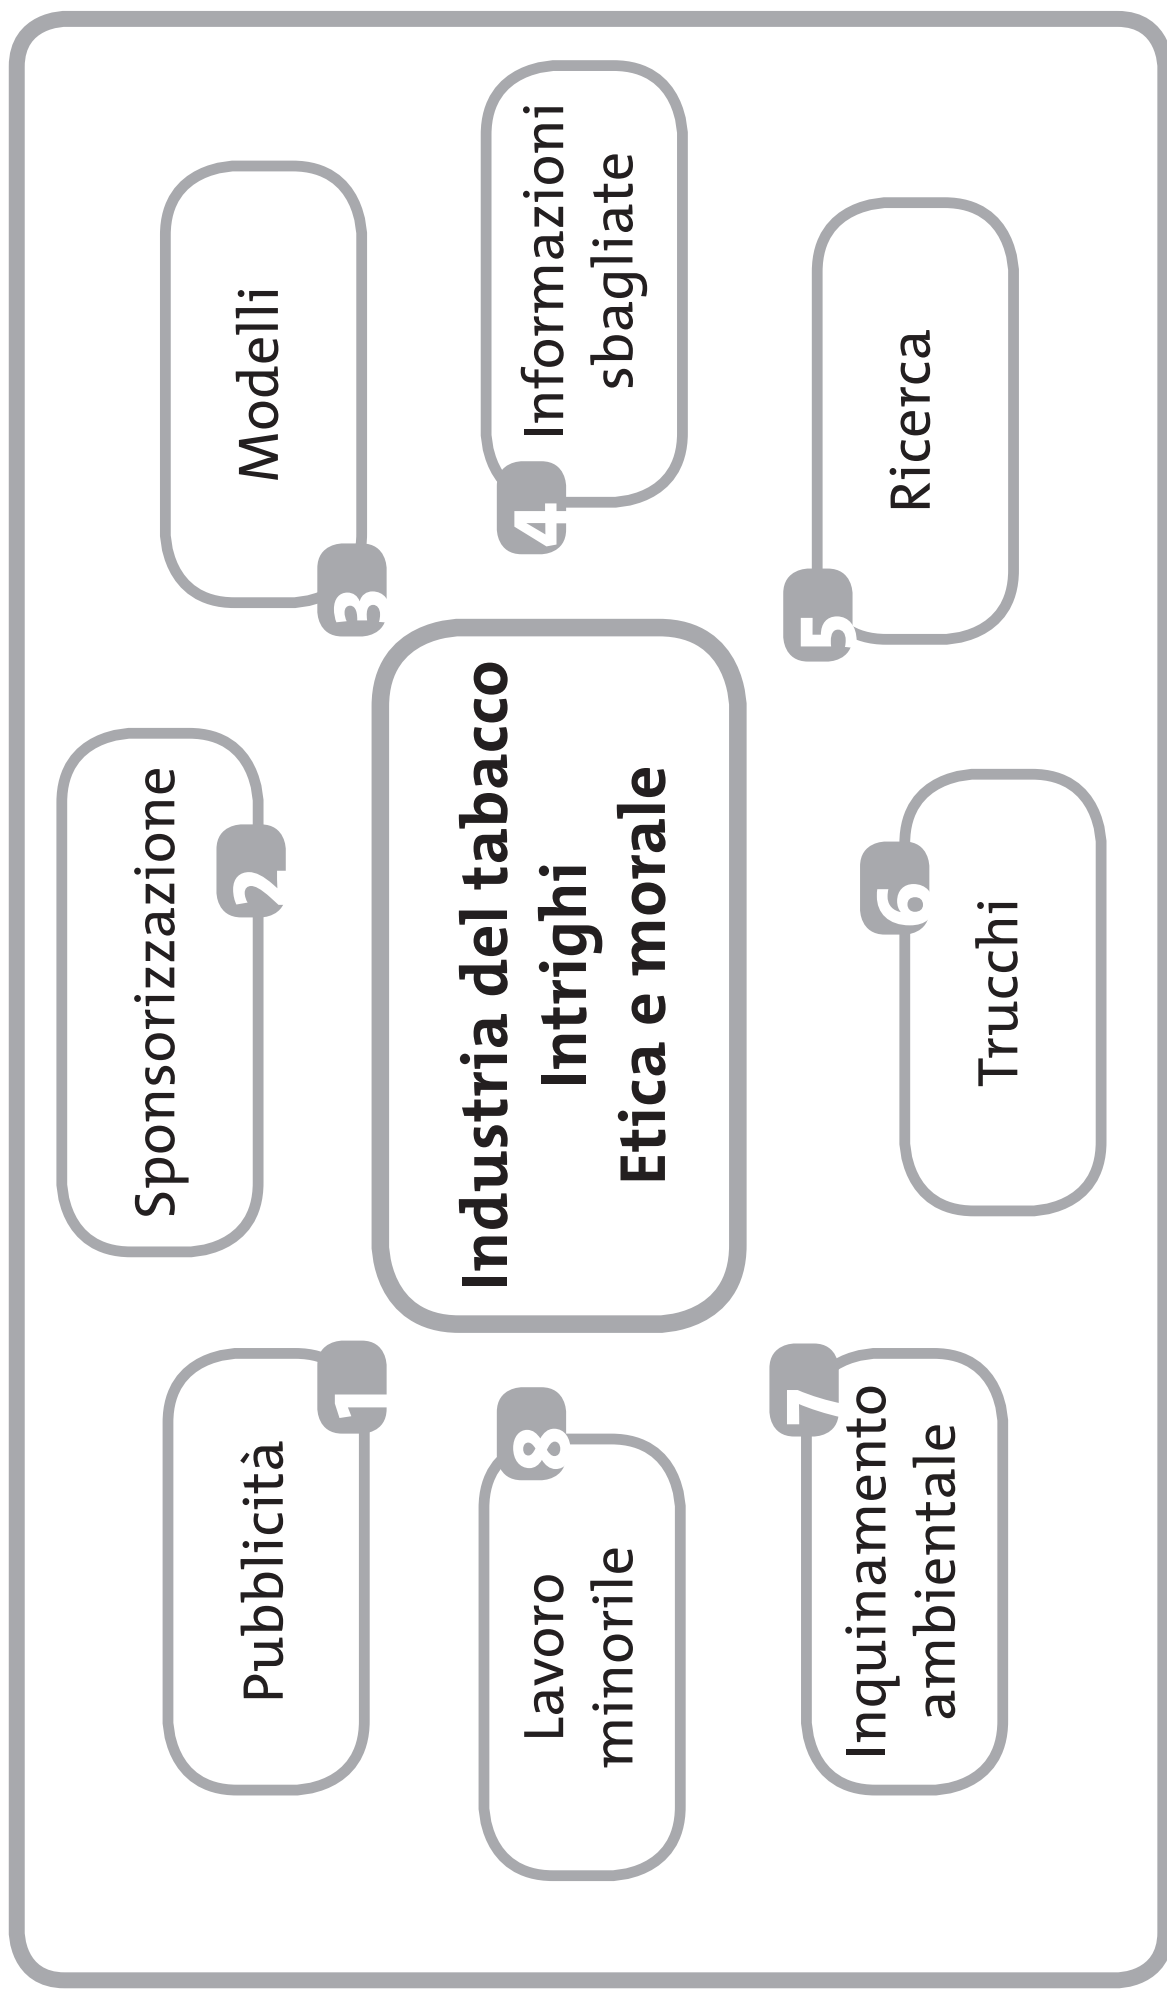 1
Pubblicità
2
Sponsorizzazione
3
Modelli
4
Informazioni
sbagliate
5
Ricerca
6
Trucchi
7
Inquinamento
ambientale
8
Lavoro
minorile
Industria del tabacco
Intrighi
Etica e morale